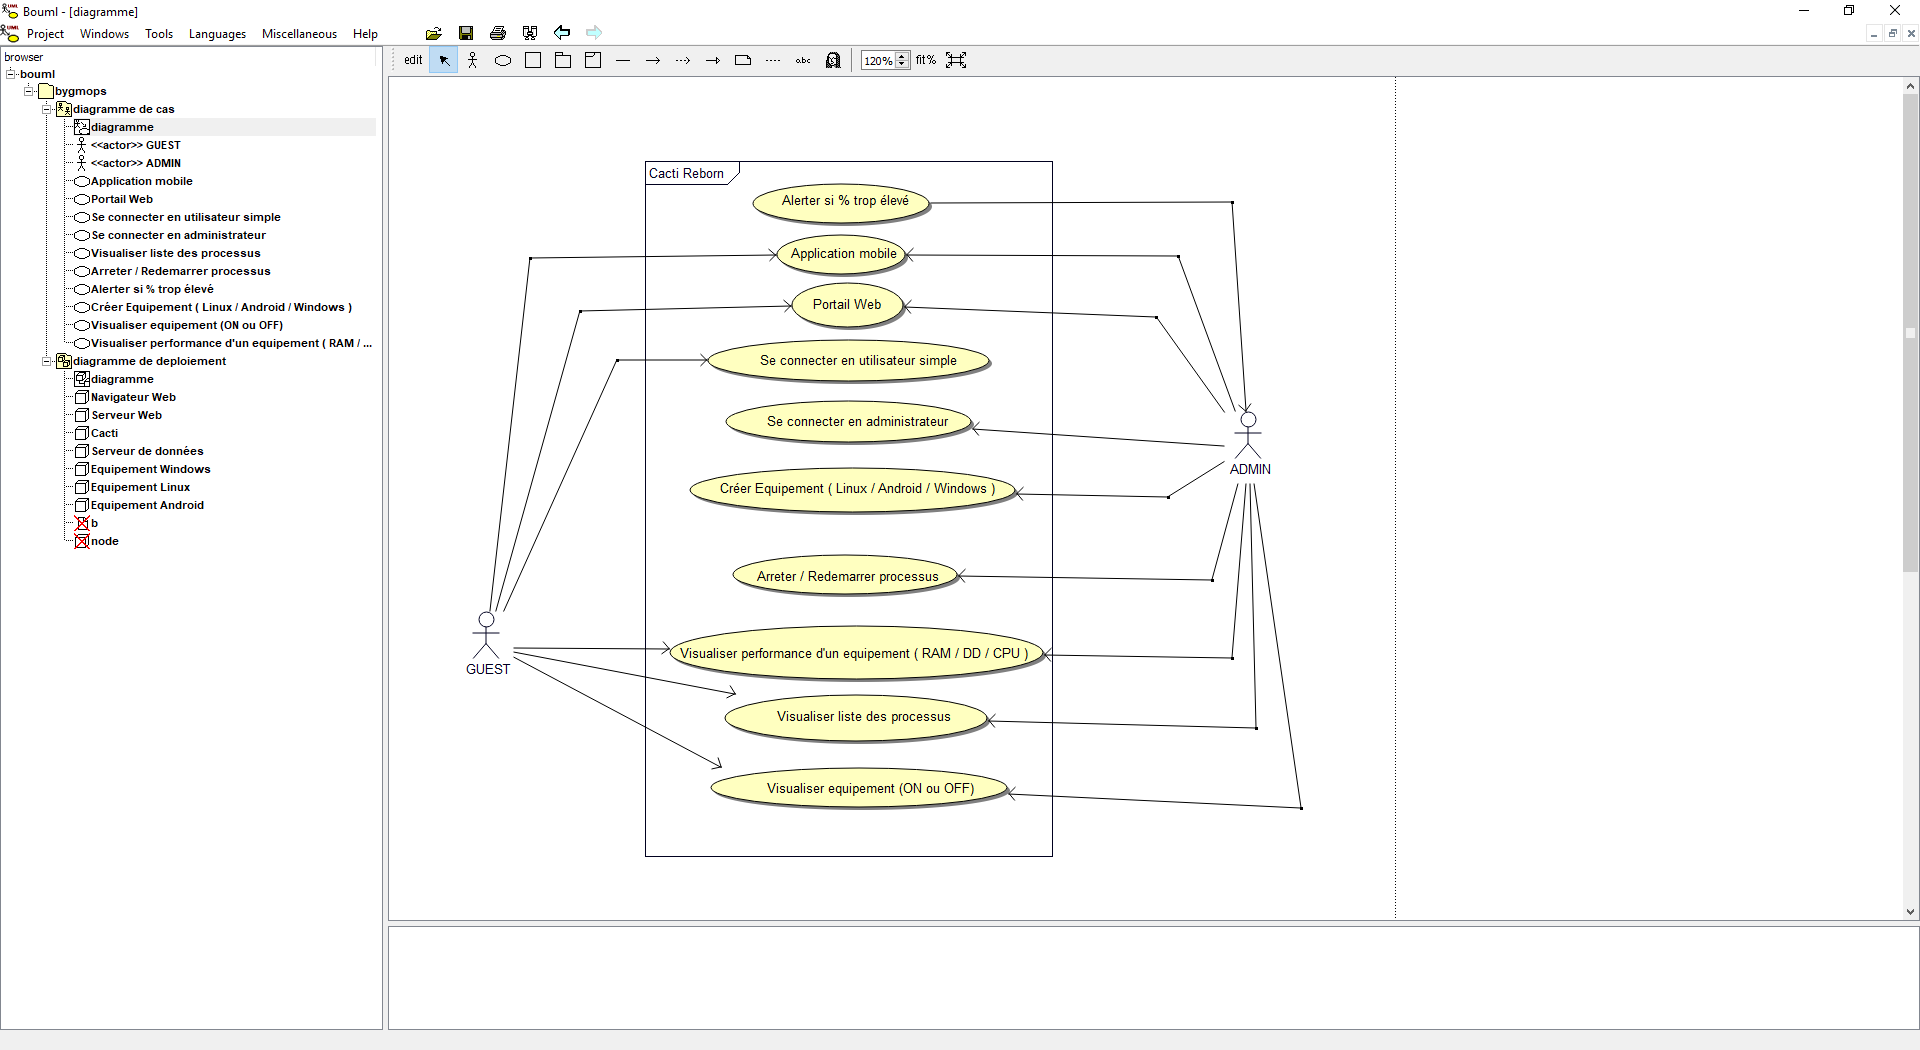 Bouml - [diagramme]
Project Windows Tools Languages Miscellaneous Help
browser
bouml
bygmops
diagramme de cas
diagramme
<<actor>> GUEST
<<actor>> ADMIN
Application mobile
Portail Web
Se connecter en utilisateur simple
Se connecter en administrateur
Visualiser liste des processus
Arreter / Redemarrer processus
Alerter si % trop élevé
Créer Equipement ( Linux / Android / Windows )
Visualiser equipement (ON ou OFF)
Visualiser performance d'un equipement ( RAM / ...
diagramme de deploiement
diagramme
Navigateur Web
Serveur Web
Cacti
Serveur de données
Equipement Windows
Equipement Linux
Equipement Android
b
node
edit abc 120% fit%
Cacti Reborn
Alerter si % trop élevé
Application mobile
Portail Web
Se connecter en utilisateur simple
Se connecter en administrateur
ADMIN
Créer Equipement ( Linux / Android / Windows )
Arreter / Redemarrer processus
Visualiser performance d'un equipement ( RAM / DD / CPU )
GUEST
Visualiser liste des processus
Visualiser equipement (ON ou OFF)